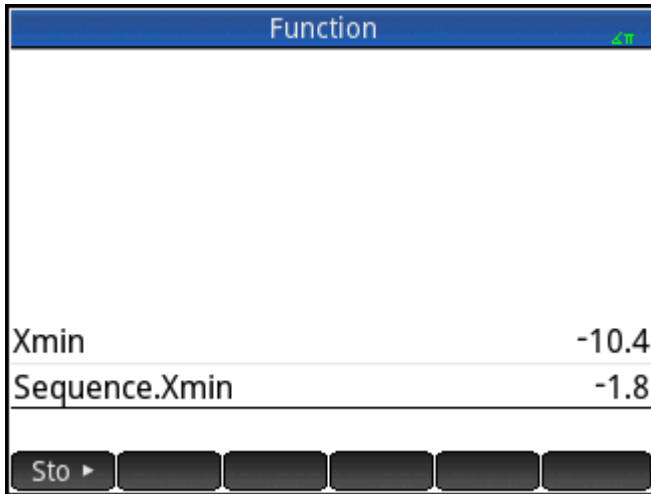 Function
∡π
Xmin -10.4
Sequence.Xmin -1.8
Sto ►